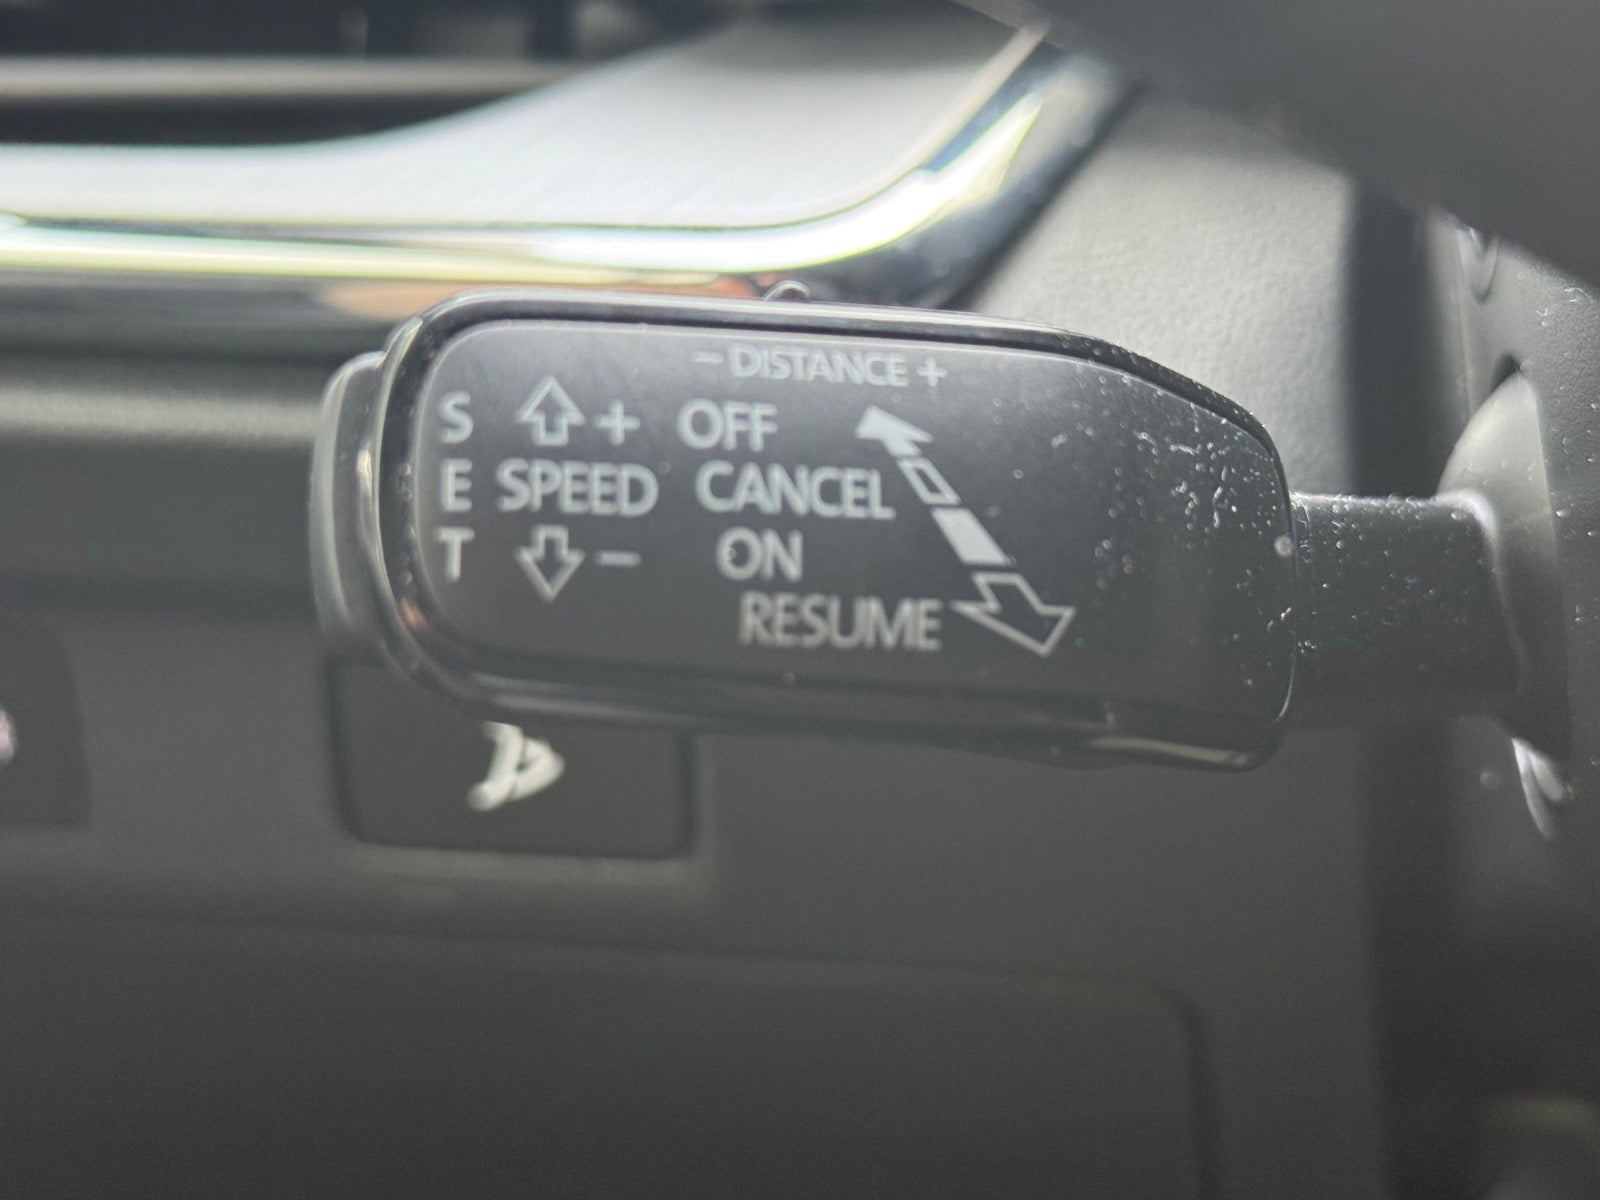 - DISTANCE +
S + OFF
E SPEED CANCEL
T - ON
RESUME